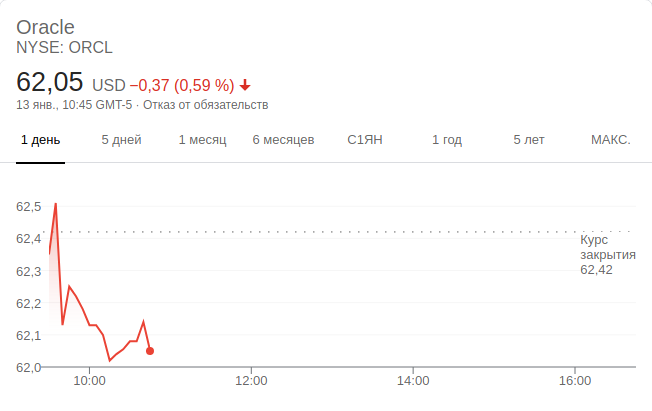 Oracle
NYSE: ORCL
62,05 USD −0,37 (0,59 %)
13 янв., 10:45 GMT-5 · Отказ от обязательств
1 день 5 дней 1 месяц 6 месяцев С1ЯН 1 год 5 лет МАКС.
62,5
62,4
Курс
закрытия
62,42
62,3
62,2
62,1
62,0
10:00 12:00 14:00 16:00